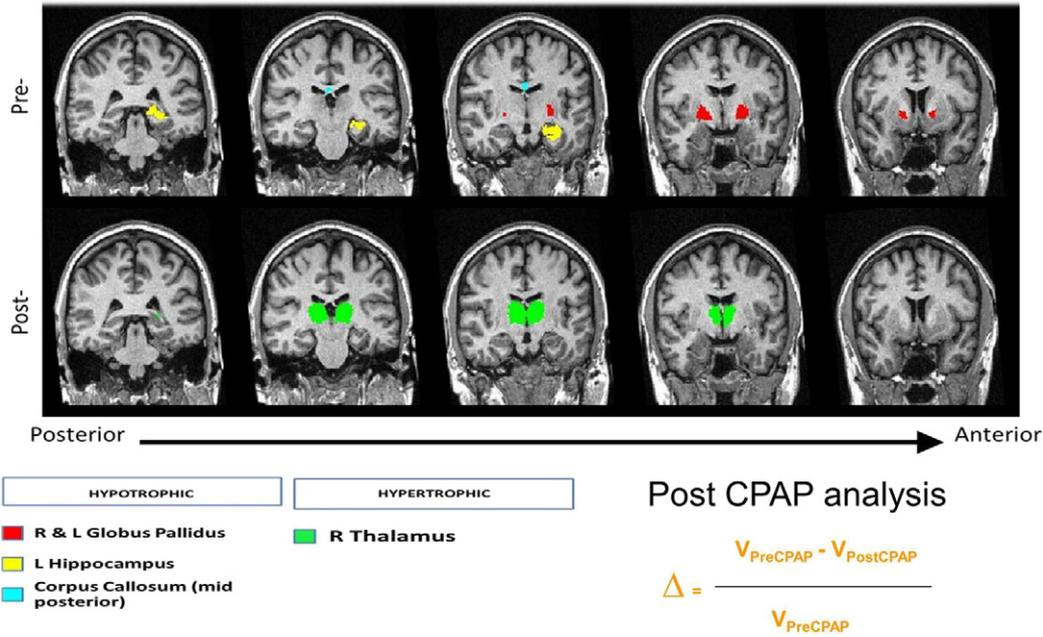 Pre-
Post-
Posterior
Anterior
HYPOTROPHIC
R & L Globus Pallidus
L Hippocampus
Corpus Callosum (mid
posterior)
HYPERTROPHIC
R Thalamus
Post CPAP analysis
Δ = 
VPreCPAP - VPostCPAP
VPreCPAP